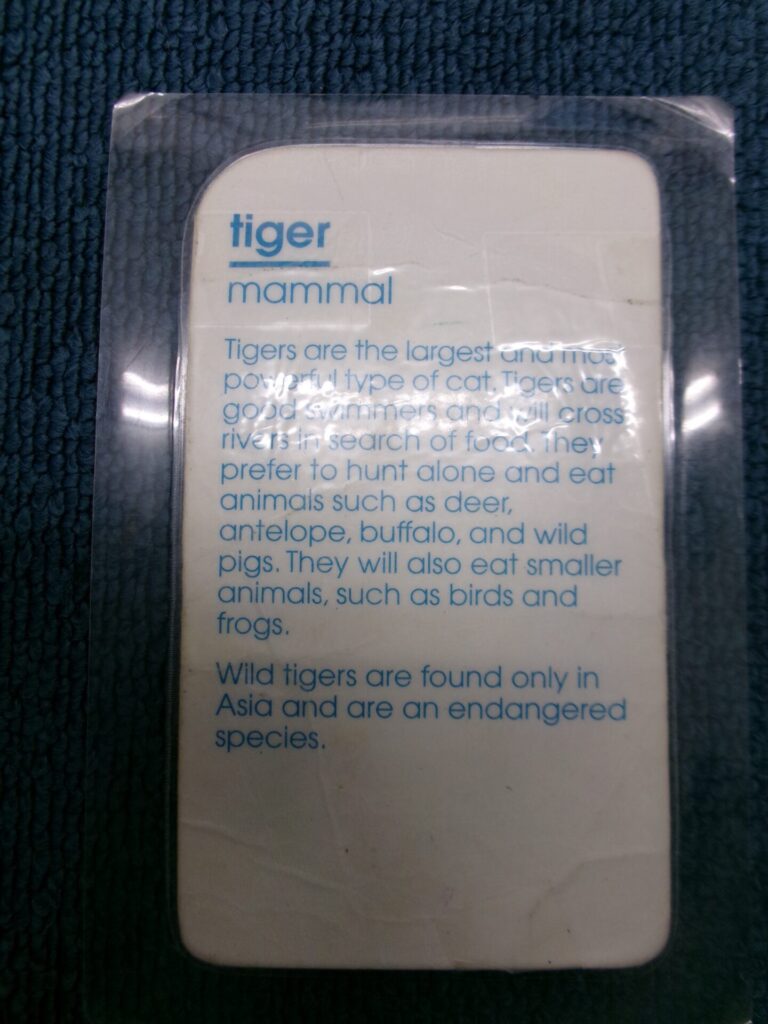 tiger
mammal
Tigers are the largest and most
powerful type of cat. Tigers are
good swimmers and will cross
rivers in search of food. They
prefer to hunt alone and eat
animals such as deer,
antelope, buffalo, and wild
pigs. They will also eat smaller
animals, such as birds and
frogs.
Wild tigers are found only in
Asia and are an endangered
species.